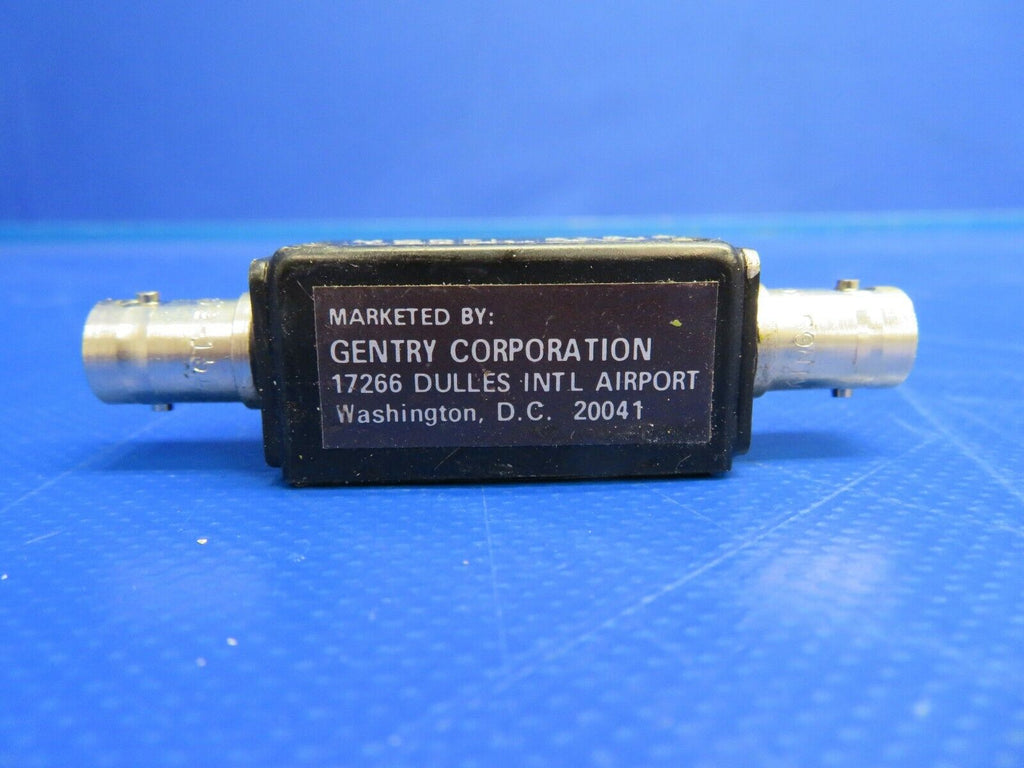 MARKETED BY:
GENTRY CORPORATION
17266 DULLES INTL AIRPORT
Washington, D.C. 20041